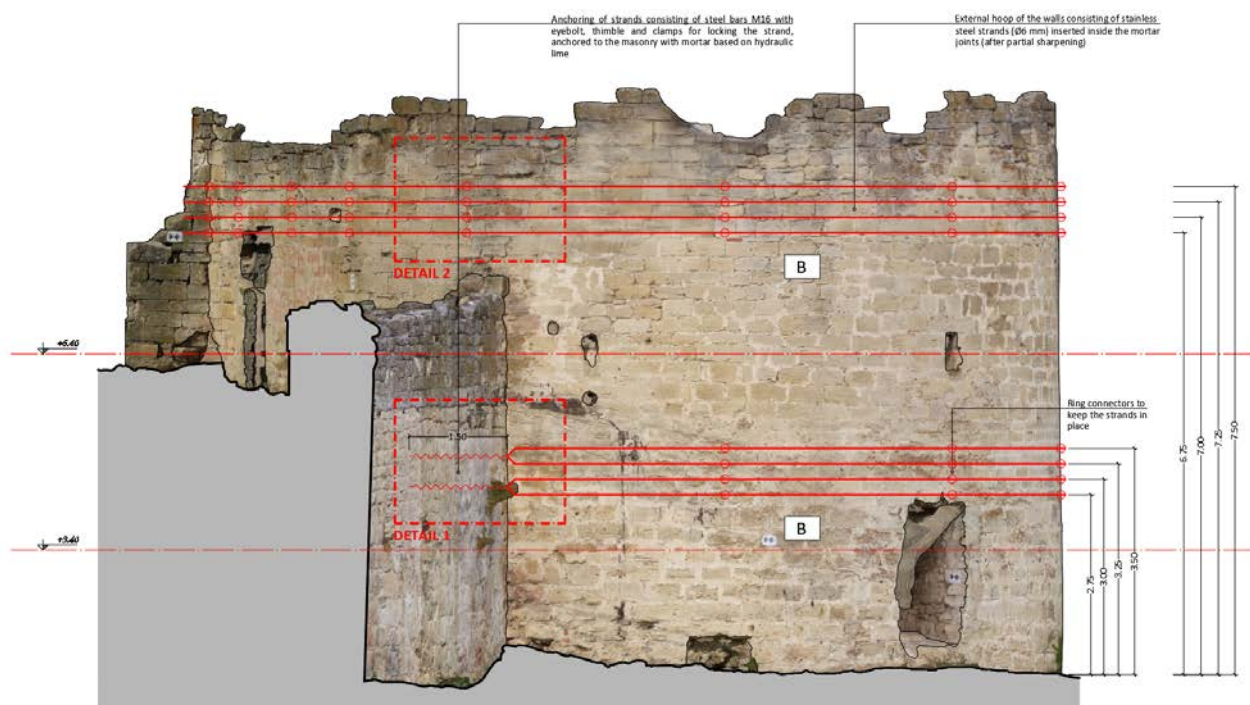 Anchoring of strands consisting of steel bars M16 with
eyebolt, thimble and clamps for locking the strand,
anchored to the masonry with mortar based on hydraulic
lime
External hoop of the walls consisting of stainless
steel strands (Ø6 mm) inserted inside the mortar
joints (after partial sharpening)
DETAIL 2
B
+6.40
Ring connectors to
keep the strands in
place
1.50
DETAIL 1
B
+3.40
2.75
3.00
3.25
3.50
6.75
7.00
7.25
7.50